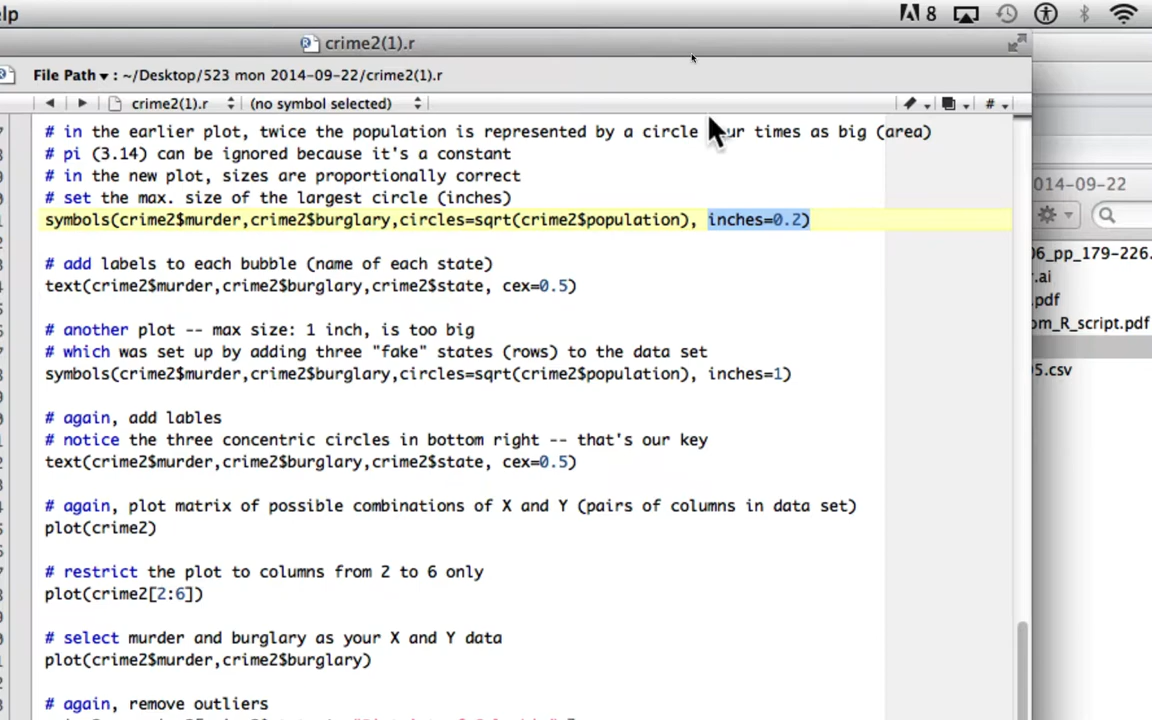 elp
8
crime2(1).r
File Path ▾ : ~/Desktop/523 mon 2014-09-22/crime2(1).r
crime2(1).r (no symbol selected) #
# in the earlier plot, twice the population is represented by a circle times as big (area)
# pi (3.14) can be ignored because it's a constant
# in the new plot, sizes are proportionally correct
# set the max. size of the largest circle (inches)
symbols(crime2$murder,crime2$burglary,circles=sqrt(crime2$population), inches=0.2)
# add labels to each bubble (name of each state)
text(crime2$murder,crime2$burglary,crime2$state, cex=0.5)
# another plot -- max size: 1 inch, is too big
# which was set up by adding three "fake" states (rows) to the data set
symbols(crime2$murder,crime2$burglary,circles=sqrt(crime2$population), inches=1)
# again, add lables
# notice the three concentric circles in bottom right -- that's our key
text(crime2$murder,crime2$burglary,crime2$state, cex=0.5)
# again, plot matrix of possible combinations of X and Y (pairs of columns in data set)
plot(crime2)
# restrict the plot to columns from 2 to 6 only
plot(crime2[2:6])
# select murder and burglary as your X and Y data
plot(crime2$murder,crime2$burglary)
# again, remove outliers
014-09-22
06_pp_179-226.
r.ai
.pdf
om_R_script.pdf
5.csv